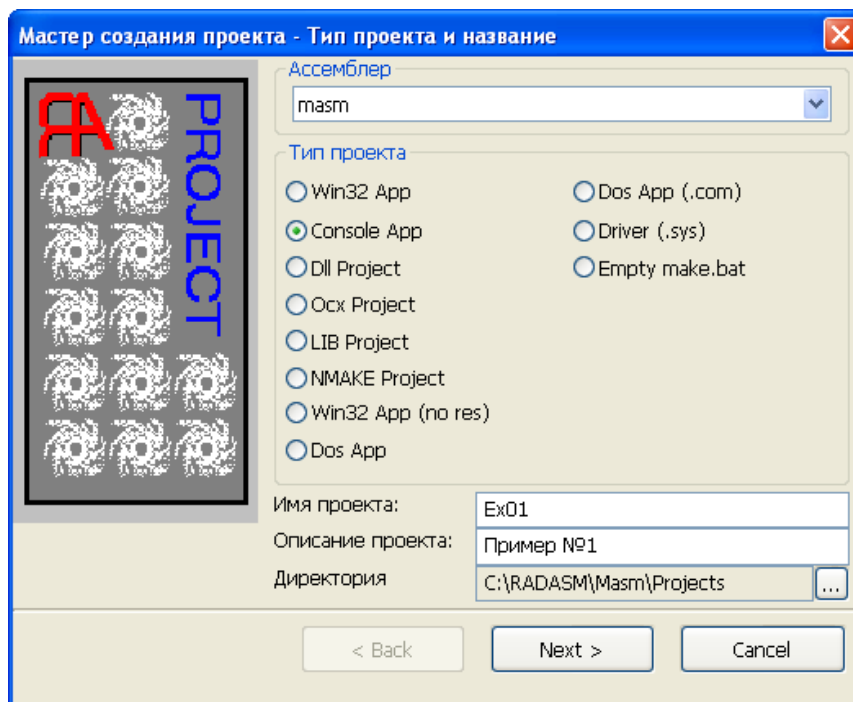 Мастер создания проекта - Тип проекта и название
RA
PROJECT
Ассемблер
masm
Тип проекта
Win32 App
Console App
Dll Project
Ocx Project
LIB Project
NMAKE Project
Win32 App (no res)
Dos App
Dos App (.com)
Driver (.sys)
Empty make.bat
Имя проекта: Ex01
Описание проекта: Пример №1
Директория C:\RADASM\Masm\Projects ...
< Back Next > Cancel